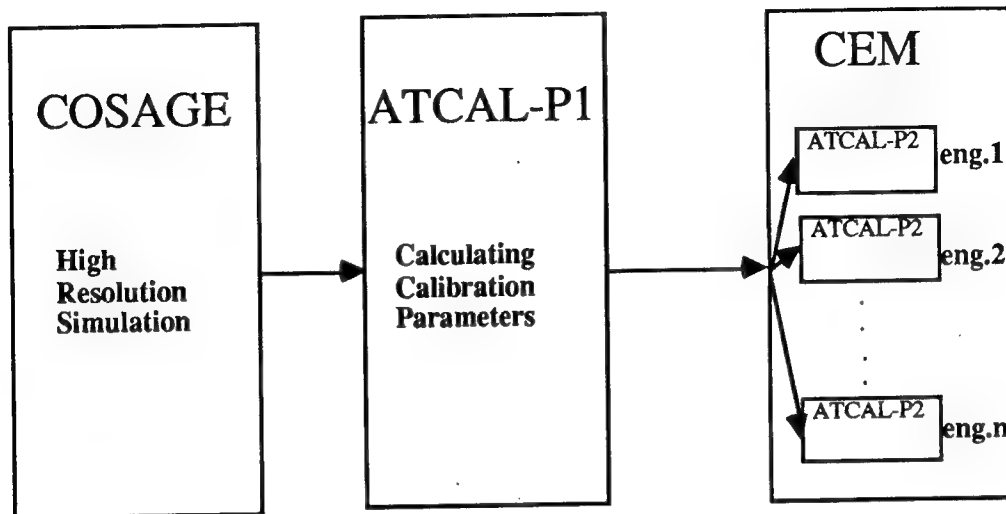 COSAGE
High
Resolution
Simulation
ATCAL-P1
Calculating
Calibration
Parameters
CEM
ATCAL-P2 eng.1
ATCAL-P2 eng.2
ATCAL-P2 eng.n